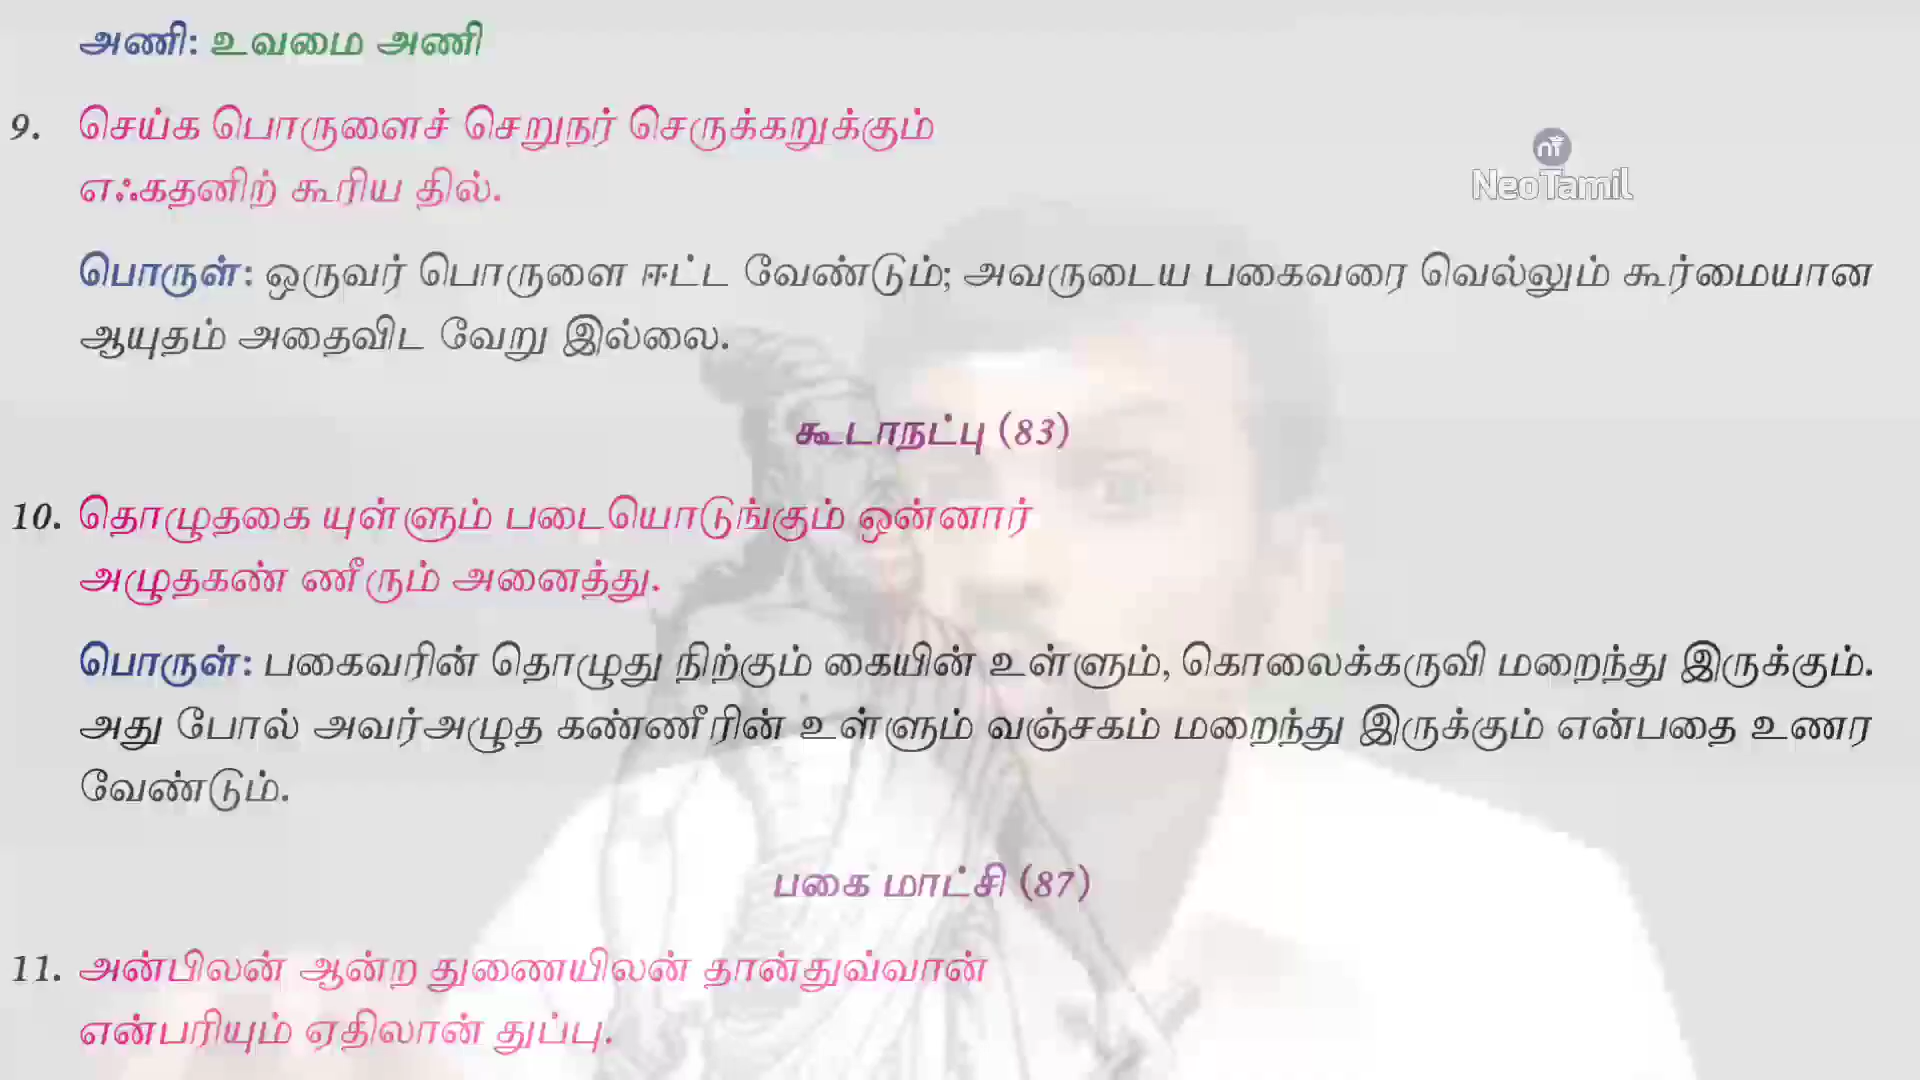 அணி: உவமை அணி
9. செய்க பொருளைச் செறுநர் செருக்கறுக்கும்
எஃகதனிற் கூரிய தில்.
NeoTamil
பொருள்: ஒருவர் பொருளை ஈட்ட வேண்டும்; அவருடைய பகைவரை வெல்லும் கூர்மையான
ஆயுதம் அதைவிட வேறு இல்லை.
கூடாநட்பு (83)
10. தொழுதகை யுள்ளும் படையொடுங்கும் ஒன்னார்
அழுதகண் ணீரும் அனைத்து.
பொருள்: பகைவரின் தொழுது நிற்கும் கையின் உள்ளும், கொலைக்கருவி மறைந்து இருக்கும்.
அது போல் அவர்அழுத கண்ணீரின் உள்ளும் வஞ்சகம் மறைந்து இருக்கும் என்பதை உணர
வேண்டும்.
பகை மாட்சி (87)
11. அன்பிலன் ஆன்ற துணையிலன் தான்துவ்வான்
என்பரியும் ஏதிலான் துப்பு.